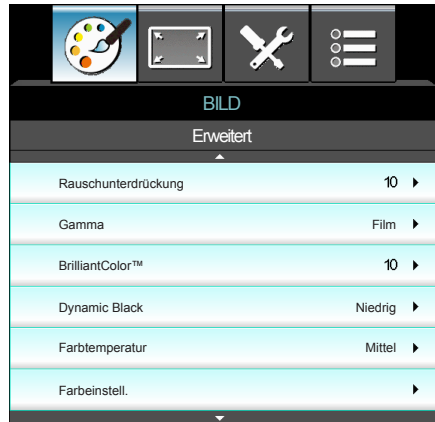 BILD
Erweitert
Rauschunterdrückung 10
Gamma Film
BrilliantColor™ 10
Dynamic Black Niedrig
Farbtemperatur Mittel
Farbeinstell.